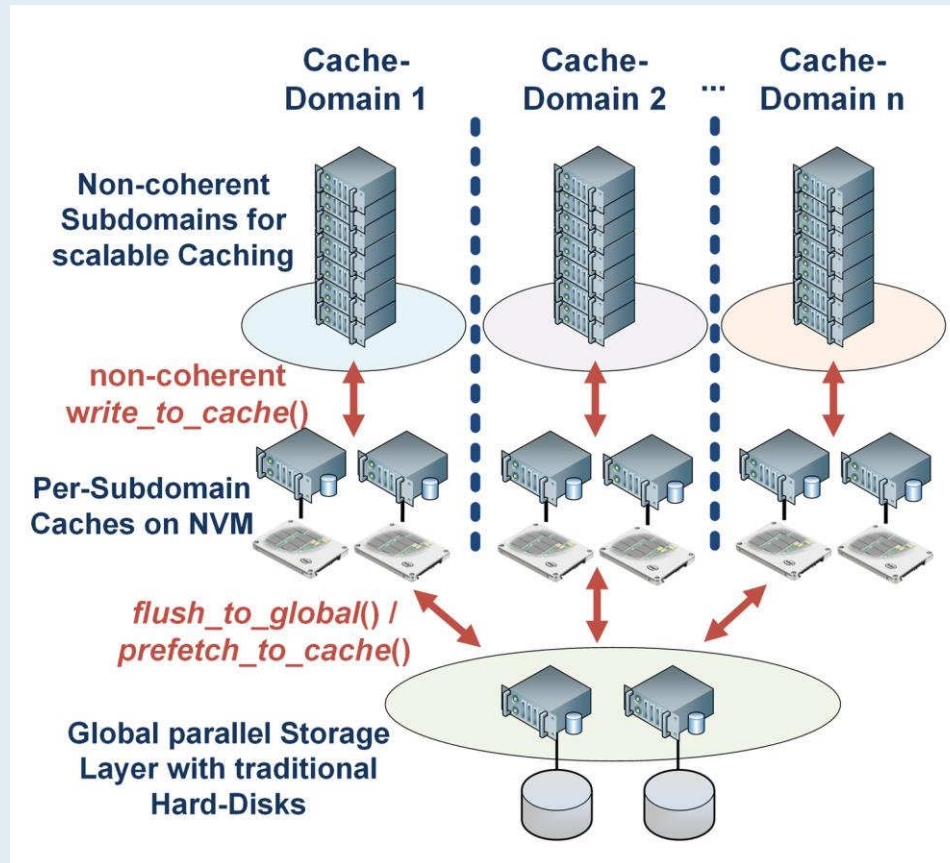 Cache-
Domain 1
Cache-
Domain 2
...
Cache-
Domain n
Non-coherent
Subdomains for
scalable Caching
non-coherent
write_to_cache()
Per-Subdomain
Caches on NVM
flush_to_global() /
prefetch_to_cache()
Global parallel Storage
Layer with traditional
Hard-Disks